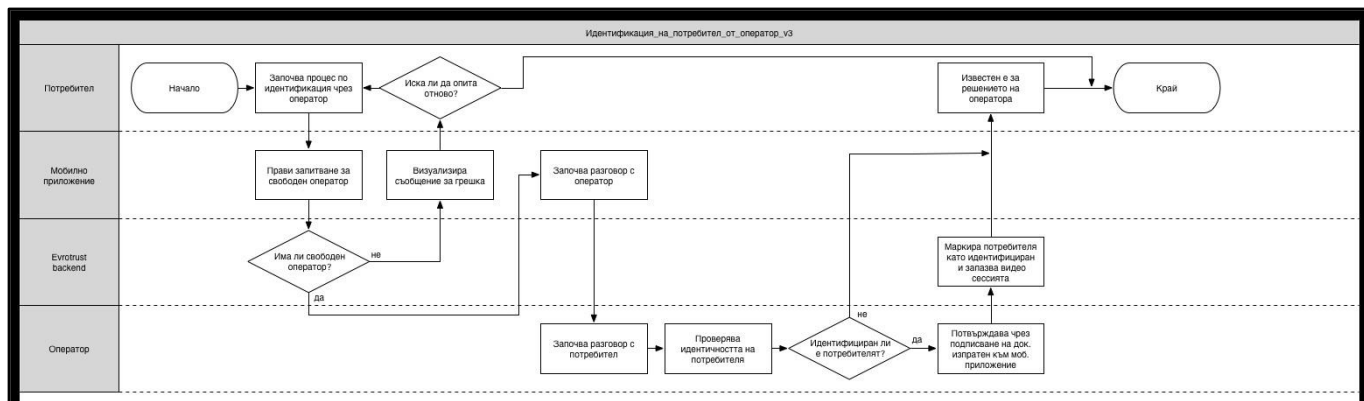 Идентификация_на_потребител_от_оператор_v3
Потребител
Начало
Започва процес по
идентификация чрез
оператор
Иска ли да опита
отново?
Известен е за
решението на
оператора
Край
Мобилно
приложение
Прави запитване за
свободен оператор
Визуализира
съобщение за грешка
Започва разговор с
оператор
Evrotrust
backend
Има ли свободен
оператор?
не
да
Маркира потребителя
като идентифициран
и запазва видео
сесията
Оператор
Започва разговор с
потребител
Проверява
идентичността на
потребителя
Идентифициран ли
е потребителят?
не
да
Потвърждава чрез
подписване на док.
изпратен към моб.
приложение